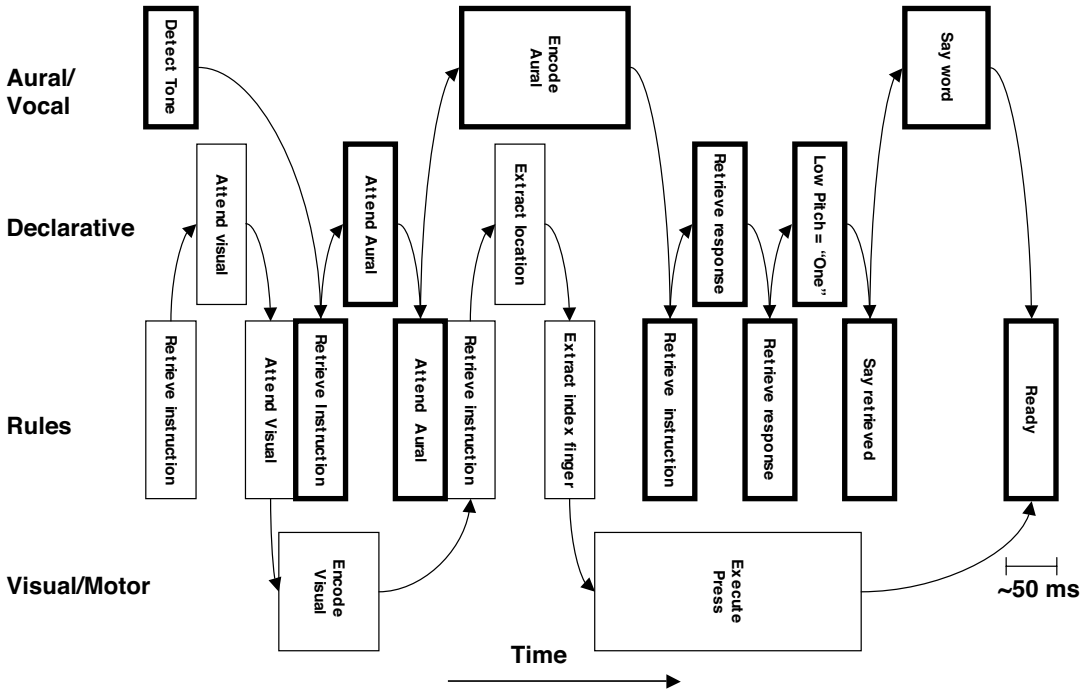 Aural/
Vocal
Detect Tone
Encode
Aural
Say word
Declarative
Attend visual
Attend Aural
Extract location
Retrieve response
Low Pitch = “One”
Rules
Retrieve instruction
Attend Visual
Retrieve Instruction
Attend Aural
Retrieve instruction
Extract index finger
Retrieve instruction
Retrieve response
Say retrieved
Ready
Visual/Motor
Encode
Visual
Execute
Press
~50 ms
Time